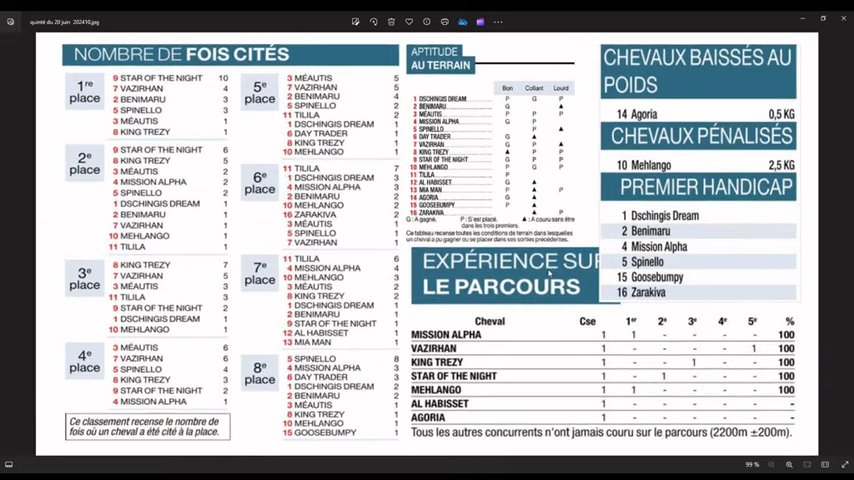 quinté du 20 juin 202410.jpg
NOMBRE DE FOIS CITÉS
1re place
9 STAR OF THE NIGHT 10
7 VAZIRHAN 4
2 BENIMARU 3
5 SPINELLO 3
3 MÉAUTIS 1
8 KING TREZY 1
2e place
9 STAR OF THE NIGHT 6
8 KING TREZY 5
3 MÉAUTIS 2
4 MISSION ALPHA 2
5 SPINELLO 2
1 DSCHINGIS DREAM 1
2 BENIMARU 1
7 VAZIRHAN 1
10 MEHLANGO 1
11 TILILA 1
3e place
8 KING TREZY 7
7 VAZIRHAN 5
3 MÉAUTIS 3
11 TILILA 3
9 STAR OF THE NIGHT 2
1 DSCHINGIS DREAM 1
10 MEHLANGO 1
4e place
3 MÉAUTIS 6
7 VAZIRHAN 6
5 SPINELLO 4
8 KING TREZY 3
9 STAR OF THE NIGHT 2
4 MISSION ALPHA 1
Ce classement recense le nombre de
fois où un cheval a été cité à la place.
5e place
3 MÉAUTIS 5
7 VAZIRHAN 5
2 BENIMARU 4
5 SPINELLO 2
11 TILILA 2
1 DSCHINGIS DREAM 1
6 DAY TRADER 1
8 KING TREZY 1
10 MEHLANGO 1
6e place
11 TILILA 7
1 DSCHINGIS DREAM 3
4 MISSION ALPHA 3
2 BENIMARU 2
10 MEHLANGO 2
16 ZARAKIVA 2
3 MÉAUTIS 1
5 SPINELLO 1
7 VAZIRHAN 1
7e place
11 TILILA 6
4 MISSION ALPHA 4
10 MEHLANGO 3
3 MÉAUTIS 2
8 KING TREZY 2
1 DSCHINGIS DREAM 1
2 BENIMARU 1
9 STAR OF THE NIGHT 1
12 AL HABISSET 1
13 MIA MAN 1
8e place
5 SPINELLO 8
4 MISSION ALPHA 3
6 DAY TRADER 3
1 DSCHINGIS DREAM 2
2 BENIMARU 2
3 MÉAUTIS 1
8 KING TREZY 1
10 MEHLANGO 1
15 GOOSEBUMPY 1
APTITUDE
AU TERRAIN
Bon Collant Lourd
1 DSCHINGIS DREAM P G P
2 BENIMARU G ▲
3 MÉAUTIS P P P
4 MISSION ALPHA G P
5 SPINELLO P ▲
6 DAY TRADER G ▲
7 VAZIRHAN G P ▲
8 KING TREZY ▲ P P
9 STAR OF THE NIGHT G P P
10 MEHLANGO P G P
11 TILILA P
12 AL HABISSET G ▲
13 MIA MAN P ▲ P
14 AGORIA G ▲
15 GOOSEBUMPY P ▲
16 ZARAKIVA ▲ P
G : A gagné. P : S'est placé. ▲ : A couru sans être
dans les trois premiers.
Ce tableau recense toutes les conditions de terrain dans lesquelles
un cheval a pu gagner ou se placer dans ses sorties précédentes.
CHEVAUX BAISSÉS AU
POIDS
14 Agoria 0,5 KG
CHEVAUX PÉNALISÉS
10 Mehlango 2,5 KG
PREMIER HANDICAP
1 Dschingis Dream
2 Benimaru
4 Mission Alpha
5 Spinello
15 Goosebumpy
16 Zarakiva
EXPÉRIENCE SUR
LE PARCOURS
Cheval Cse 1er 2e 3e 4e 5e %
MISSION ALPHA 1 1 - - - - 100
VAZIRHAN 1 - - - - 1 100
KING TREZY 1 - - 1 - - 100
STAR OF THE NIGHT 1 - 1 - - - 100
MEHLANGO 1 1 - - - - 100
AL HABISSET 1 - - - - - -
AGORIA 1 - - - - - -
Tous les autres concurrents n'ont jamais couru sur le parcours (2200m ±200m).
99 %